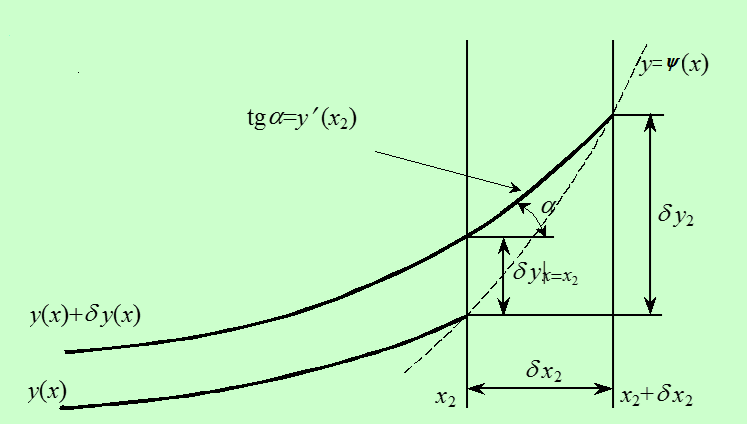 y=ψ(x)
tgα=y′(x₂)
α
δy₂
δy|x=x₂
y(x)+δy(x)
δx₂
y(x)
x₂
x₂+δx₂